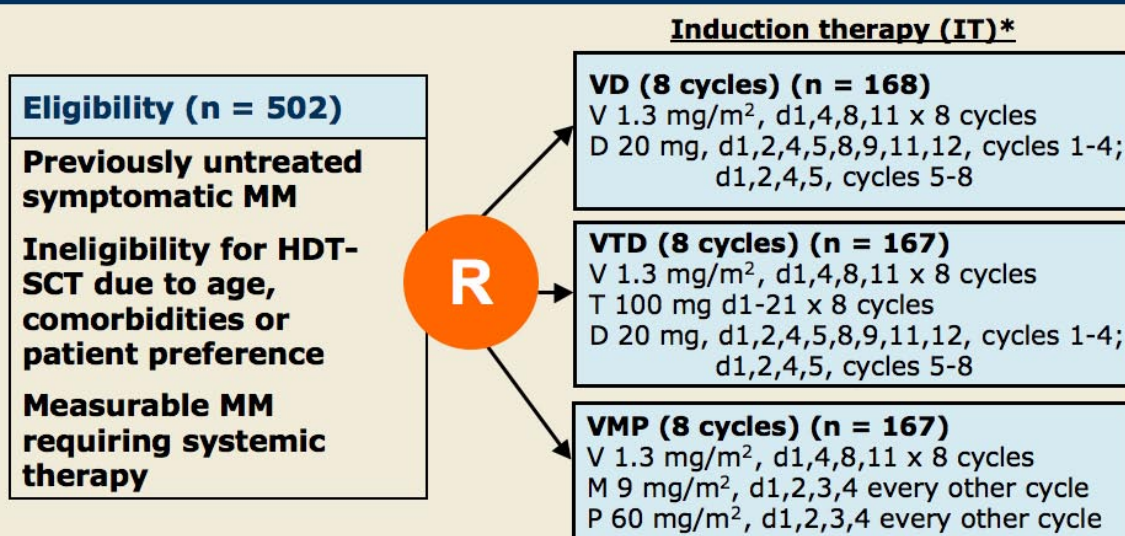 Eligibility (n = 502)
Previously untreated
symptomatic MM
Ineligibility for HDT-
SCT due to age,
comorbidities or
patient preference
Measurable MM
requiring systemic
therapy
R
Induction therapy (IT)*
VD (8 cycles) (n = 168)
V 1.3 mg/m², d1,4,8,11 x 8 cycles
D 20 mg, d1,2,4,5,8,9,11,12, cycles 1-4;
d1,2,4,5, cycles 5-8
VTD (8 cycles) (n = 167)
V 1.3 mg/m², d1,4,8,11 x 8 cycles
T 100 mg d1-21 x 8 cycles
D 20 mg, d1,2,4,5,8,9,11,12, cycles 1-4;
d1,2,4,5, cycles 5-8
VMP (8 cycles) (n = 167)
V 1.3 mg/m², d1,4,8,11 x 8 cycles
M 9 mg/m², d1,2,3,4 every other cycle
P 60 mg/m², d1,2,3,4 every other cycle